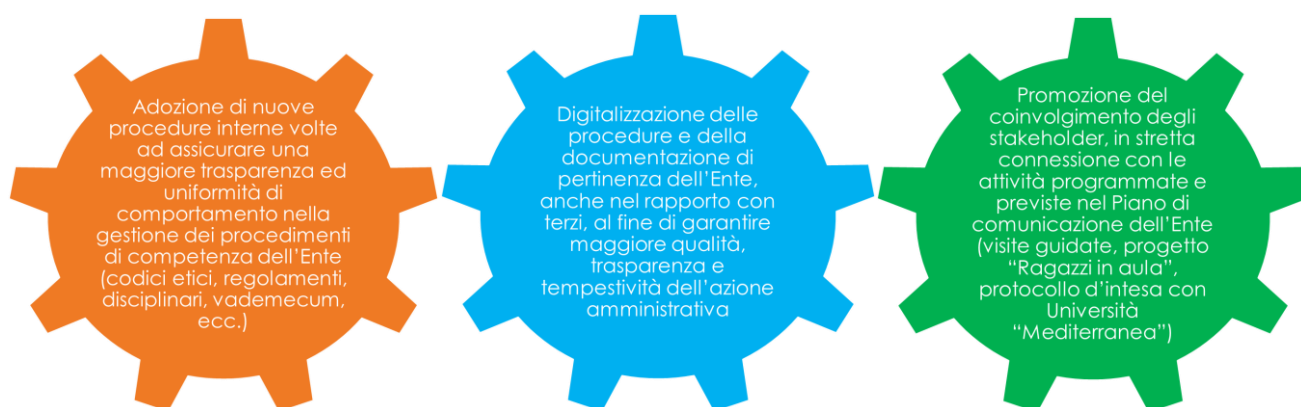 Adozione di nuove
procedure interne volte
ad assicurare una
maggiore trasparenza ed
uniformità di
comportamento nella
gestione dei procedimenti
di competenza dell'Ente
(codici etici, regolamenti,
disciplinari, vademecum,
ecc.)
Digitalizzazione delle
procedure e della
documentazione di
pertinenza dell'Ente,
anche nel rapporto con
terzi, al fine di garantire
maggiore qualità,
trasparenza e
tempestività dell'azione
amministrativa
Promozione del
coinvolgimento degli
stakeholder, in stretta
connessione con le
attività programmate e
previste nel Piano di
comunicazione dell'Ente
(visite guidate, progetto
"Ragazzi in aula",
protocollo d'intesa con
Università
"Mediterranea")